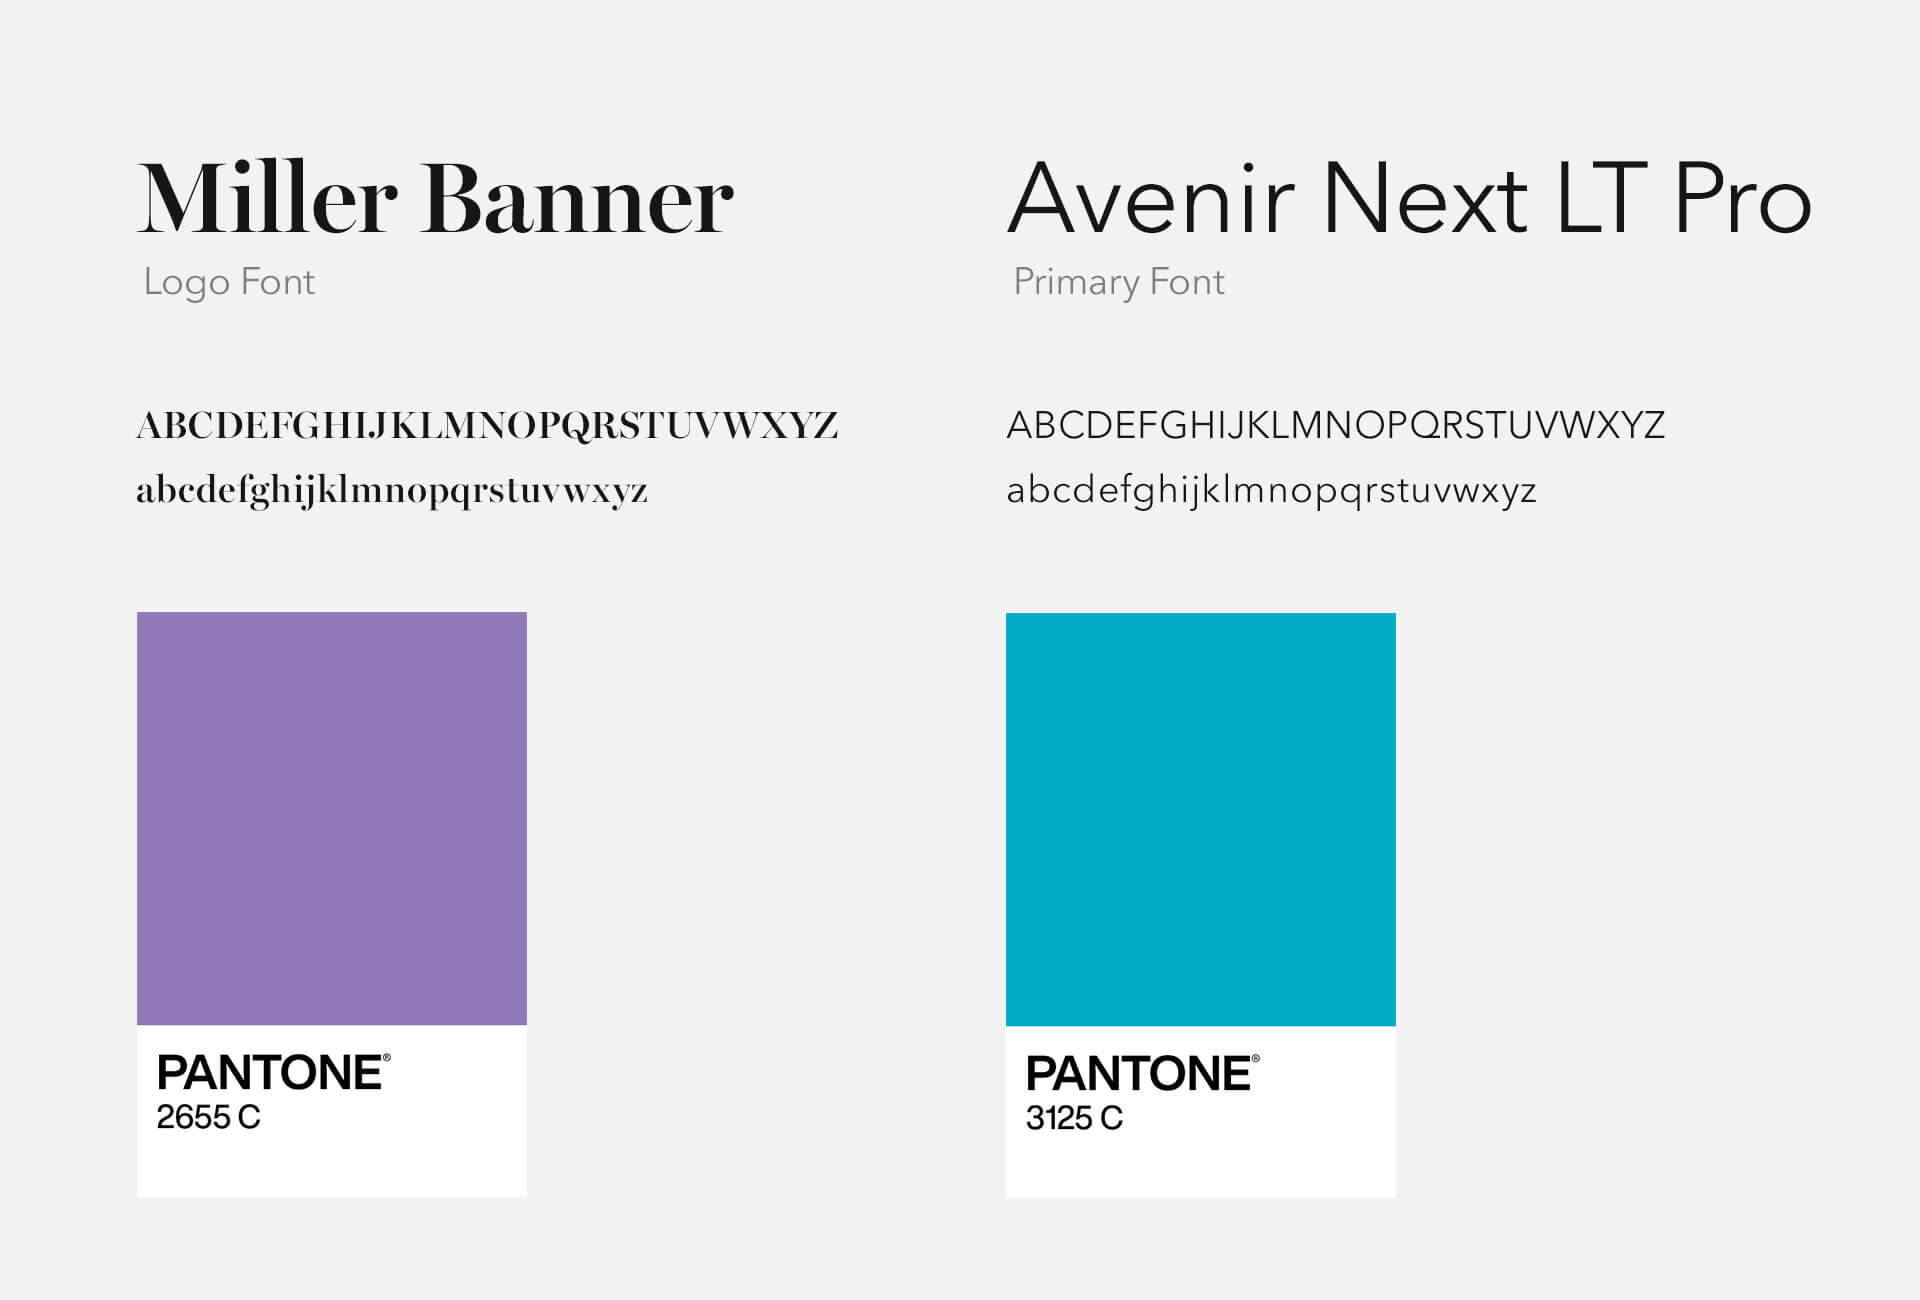 Miller Banner
Logo Font
ABCDEFGHIJKLMNOPQRSTUVWXYZ
abcdefghijklmnopqrstuvwxyz
PANTONE®
2655 C
Avenir Next LT Pro
Primary Font
ABCDEFGHIJKLMNOPQRSTUVWXYZ
abcdefghijklmnopqrstuvwxyz
PANTONE®
3125 C